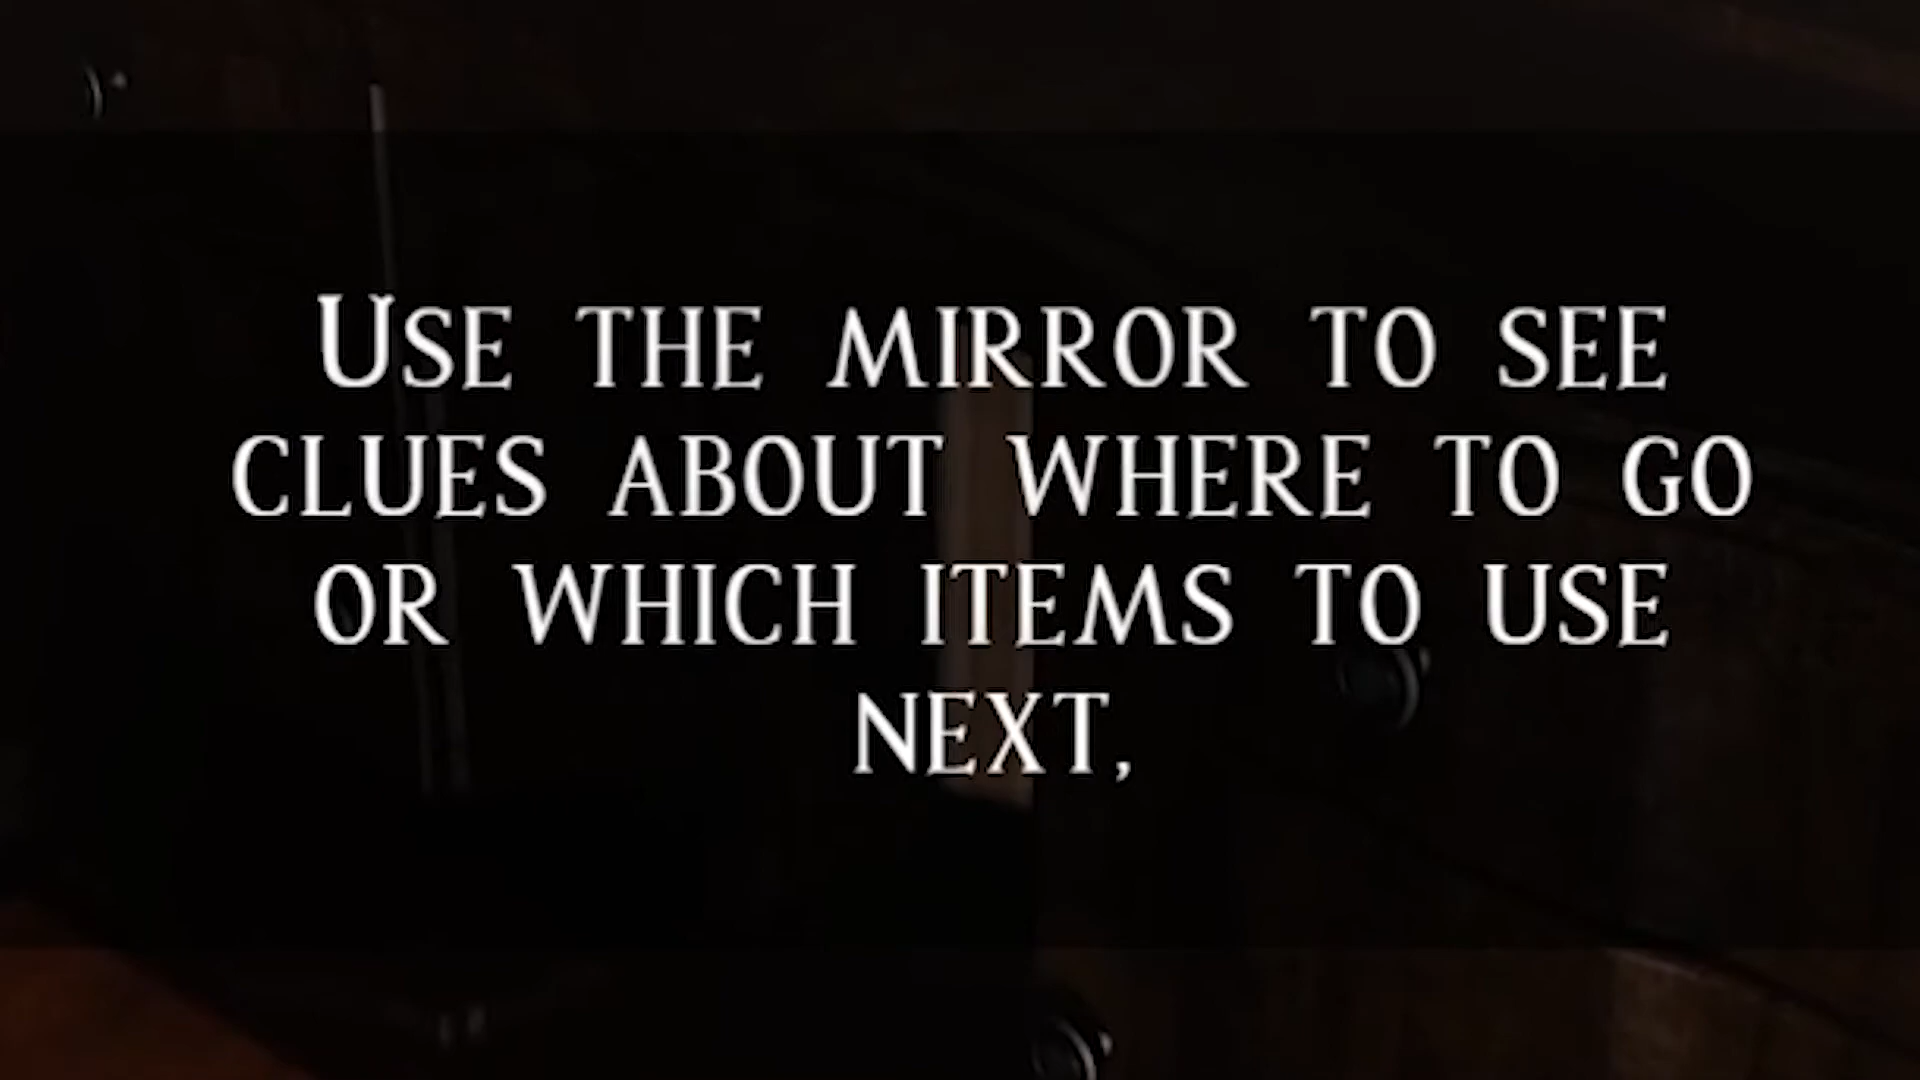 Use the mirror to see
clues about where to go
or which items to use
next,